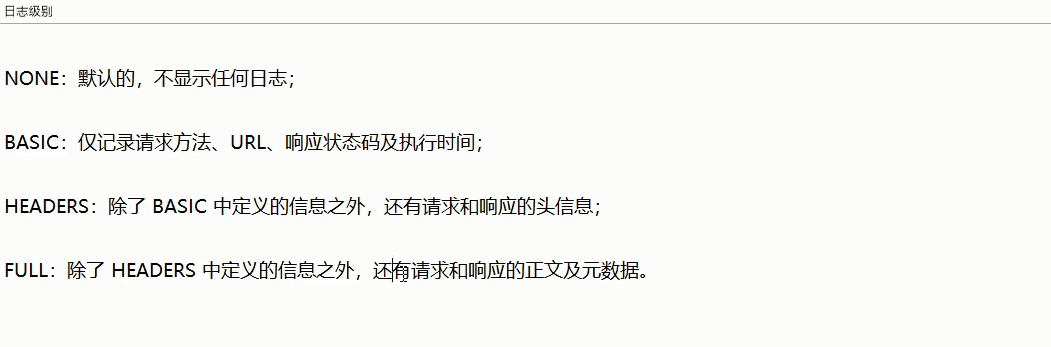 日志级别
NONE：默认的，不显示任何日志；
BASIC：仅记录请求方法、URL、响应状态码及执行时间；
HEADERS：除了 BASIC 中定义的信息之外，还有请求和响应的头信息；
FULL：除了 HEADERS 中定义的信息之外，还有请求和响应的正文及元数据。